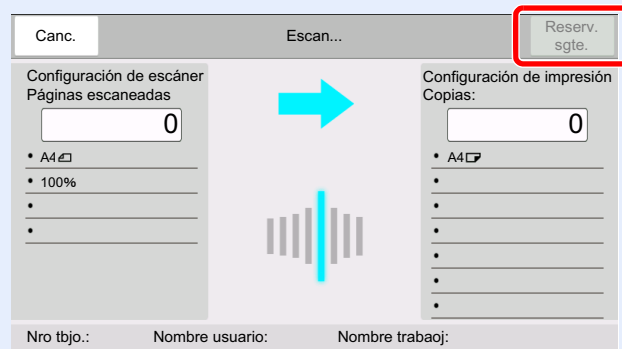 Canc.
Escan...
Reserv.
sgte.
Configuración de escáner
Páginas escaneadas
0
• A4
• 100%
•
•
Configuración de impresión
Copias:
0
• A4
•
•
•
•
•
•
Nro tbjo.: Nombre usuario: Nombre trabaoj: